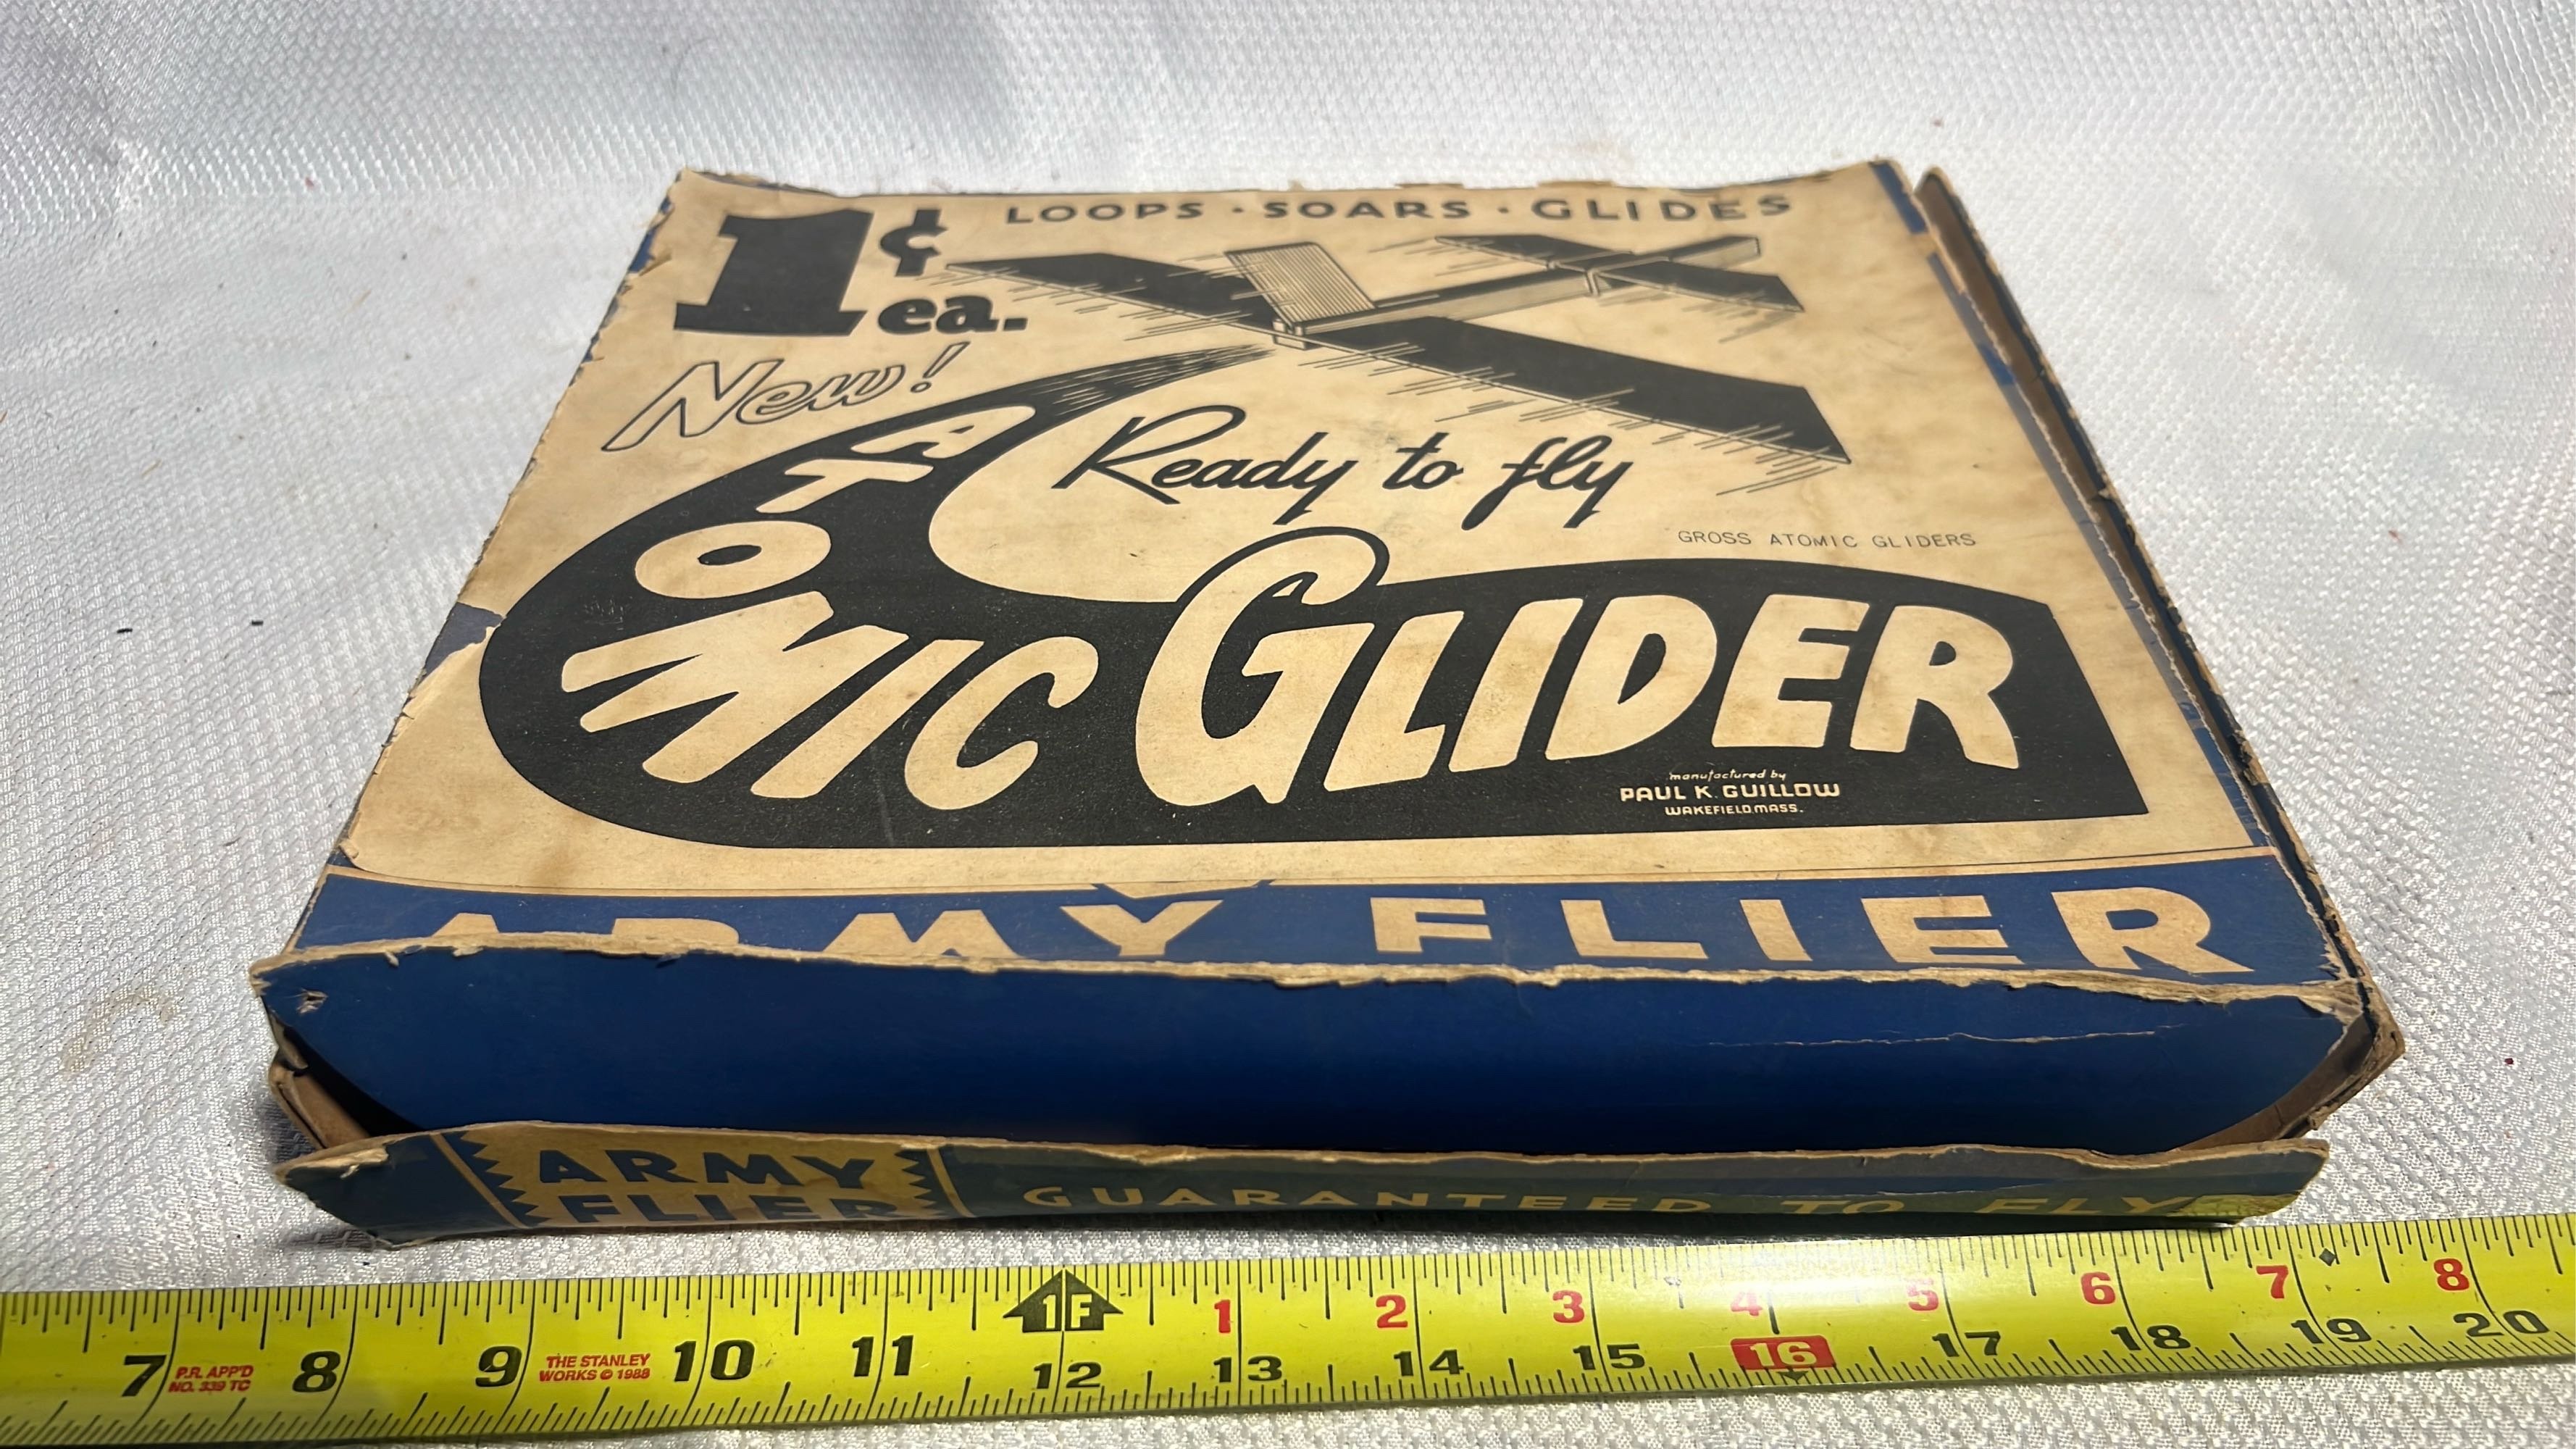 1¢ ea.
LOOPS · SOARS · GLIDES
New!
Ready to fly
GROSS ATOMIC GLIDERS
ATOMIC GLIDER
manufactured by
PAUL K. GUILLOW
WAKEFIELD, MASS.
ARMY FLIER
ARMY
FLIER
GUARANTEED TO FLY
1F 1 2 3 4 5 6 7 8
7 8 9 10 11 12 13 14 15 16 17 18 19 20
P.R. APP'D
NO. 339 TC
THE STANLEY
WORKS © 1988